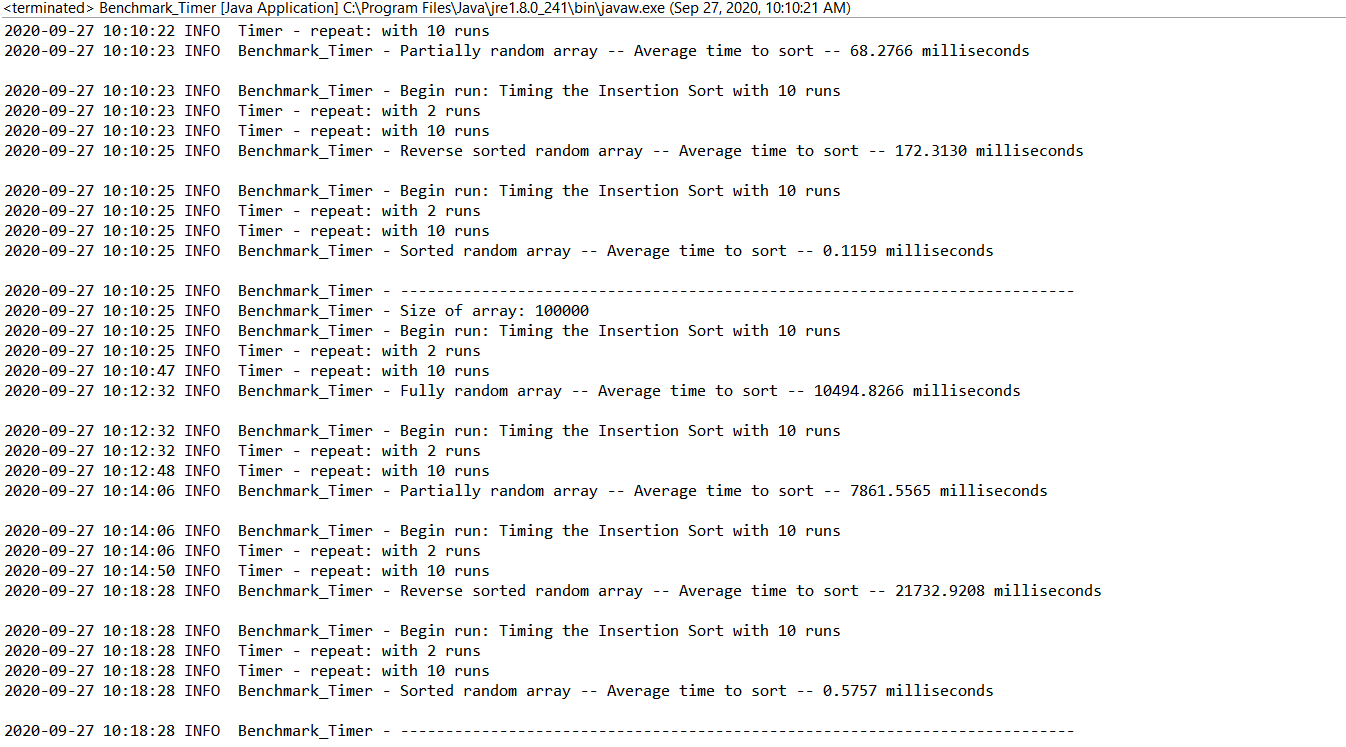 <terminated> Benchmark_Timer [Java Application] C:\Program Files\Java\jre1.8.0_241\bin\javaw.exe (Sep 27, 2020, 10:10:21 AM)
2020-09-27 10:10:22 INFO  Timer - repeat: with 10 runs
2020-09-27 10:10:23 INFO  Benchmark_Timer - Partially random array -- Average time to sort -- 68.2766 milliseconds

2020-09-27 10:10:23 INFO  Benchmark_Timer - Begin run: Timing the Insertion Sort with 10 runs
2020-09-27 10:10:23 INFO  Timer - repeat: with 2 runs
2020-09-27 10:10:23 INFO  Timer - repeat: with 10 runs
2020-09-27 10:10:25 INFO  Benchmark_Timer - Reverse sorted random array -- Average time to sort -- 172.3130 milliseconds

2020-09-27 10:10:25 INFO  Benchmark_Timer - Begin run: Timing the Insertion Sort with 10 runs
2020-09-27 10:10:25 INFO  Timer - repeat: with 2 runs
2020-09-27 10:10:25 INFO  Timer - repeat: with 10 runs
2020-09-27 10:10:25 INFO  Benchmark_Timer - Sorted random array -- Average time to sort -- 0.1159 milliseconds

2020-09-27 10:10:25 INFO  Benchmark_Timer - ---------------------------------------------------------------------------
2020-09-27 10:10:25 INFO  Benchmark_Timer - Size of array: 100000
2020-09-27 10:10:25 INFO  Benchmark_Timer - Begin run: Timing the Insertion Sort with 10 runs
2020-09-27 10:10:25 INFO  Timer - repeat: with 2 runs
2020-09-27 10:10:47 INFO  Timer - repeat: with 10 runs
2020-09-27 10:12:32 INFO  Benchmark_Timer - Fully random array -- Average time to sort -- 10494.8266 milliseconds

2020-09-27 10:12:32 INFO  Benchmark_Timer - Begin run: Timing the Insertion Sort with 10 runs
2020-09-27 10:12:32 INFO  Timer - repeat: with 2 runs
2020-09-27 10:12:48 INFO  Timer - repeat: with 10 runs
2020-09-27 10:14:06 INFO  Benchmark_Timer - Partially random array -- Average time to sort -- 7861.5565 milliseconds

2020-09-27 10:14:06 INFO  Benchmark_Timer - Begin run: Timing the Insertion Sort with 10 runs
2020-09-27 10:14:06 INFO  Timer - repeat: with 2 runs
2020-09-27 10:14:50 INFO  Timer - repeat: with 10 runs
2020-09-27 10:18:28 INFO  Benchmark_Timer - Reverse sorted random array -- Average time to sort -- 21732.9208 milliseconds

2020-09-27 10:18:28 INFO  Benchmark_Timer - Begin run: Timing the Insertion Sort with 10 runs
2020-09-27 10:18:28 INFO  Timer - repeat: with 2 runs
2020-09-27 10:18:28 INFO  Timer - repeat: with 10 runs
2020-09-27 10:18:28 INFO  Benchmark_Timer - Sorted random array -- Average time to sort -- 0.5757 milliseconds

2020-09-27 10:18:28 INFO  Benchmark_Timer - ---------------------------------------------------------------------------